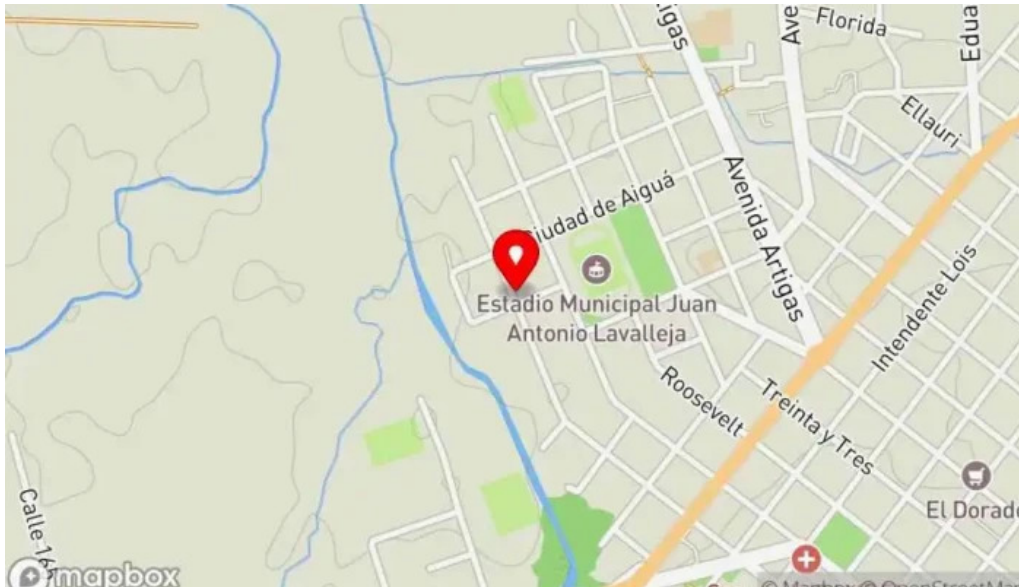 Florida
Ellauri
Ciudad de Aiguá
Avenida Artigas
Intendente Lois
Estadio Municipal Juan
Antonio Lavalleja
Roosevelt
Treinta y Tres
El Dorado
mapbox